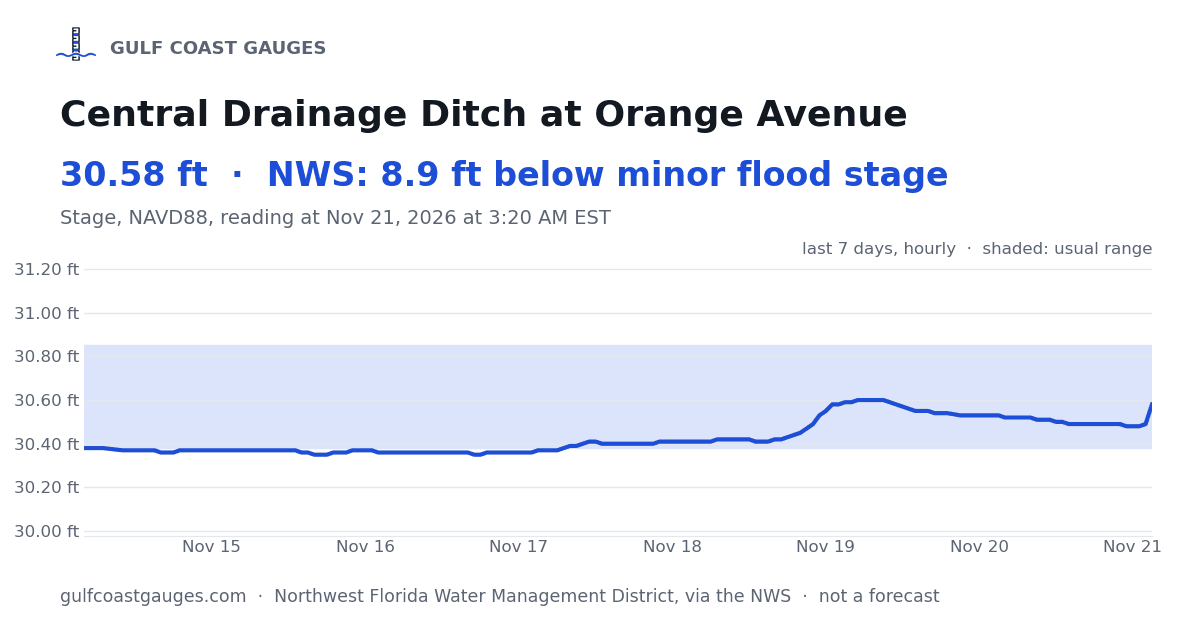 GULF COAST GAUGES
Central Drainage Ditch at Orange Avenue
30.58 ft · NWS: 8.9 ft below minor flood stage
Stage, NAVD88, reading at Nov 21, 2026 at 3:20 AM EST
last 7 days, hourly · shaded: usual range
31.20 ft
31.00 ft
30.80 ft
30.60 ft
30.40 ft
30.20 ft
30.00 ft
Nov 15 Nov 16 Nov 17 Nov 18 Nov 19 Nov 20 Nov 21
gulfcoastgauges.com · Northwest Florida Water Management District, via the NWS · not a forecast